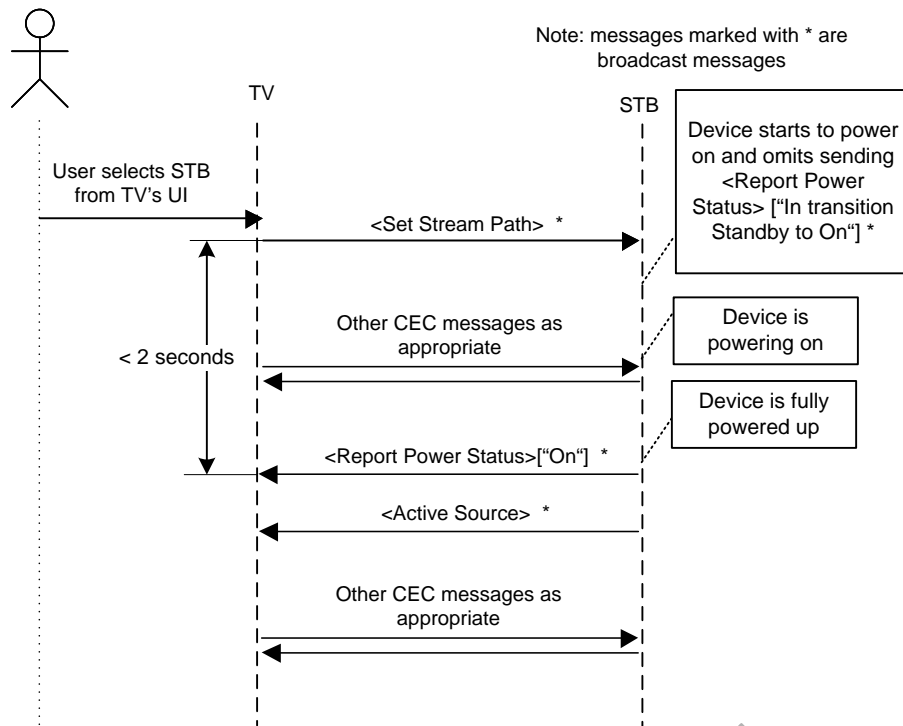 Note: messages marked with * are
broadcast messages
TV
STB
Device starts to power
on and omits sending
<Report Power
Status> [“In transition
Standby to On“] *
User selects STB
from TV’s UI
<Set Stream Path>  *
Other CEC messages as
appropriate
Device is
powering on
< 2 seconds
Device is fully
powered up
<Report Power Status>[“On“]  *
<Active Source>  *
Other CEC messages as
appropriate